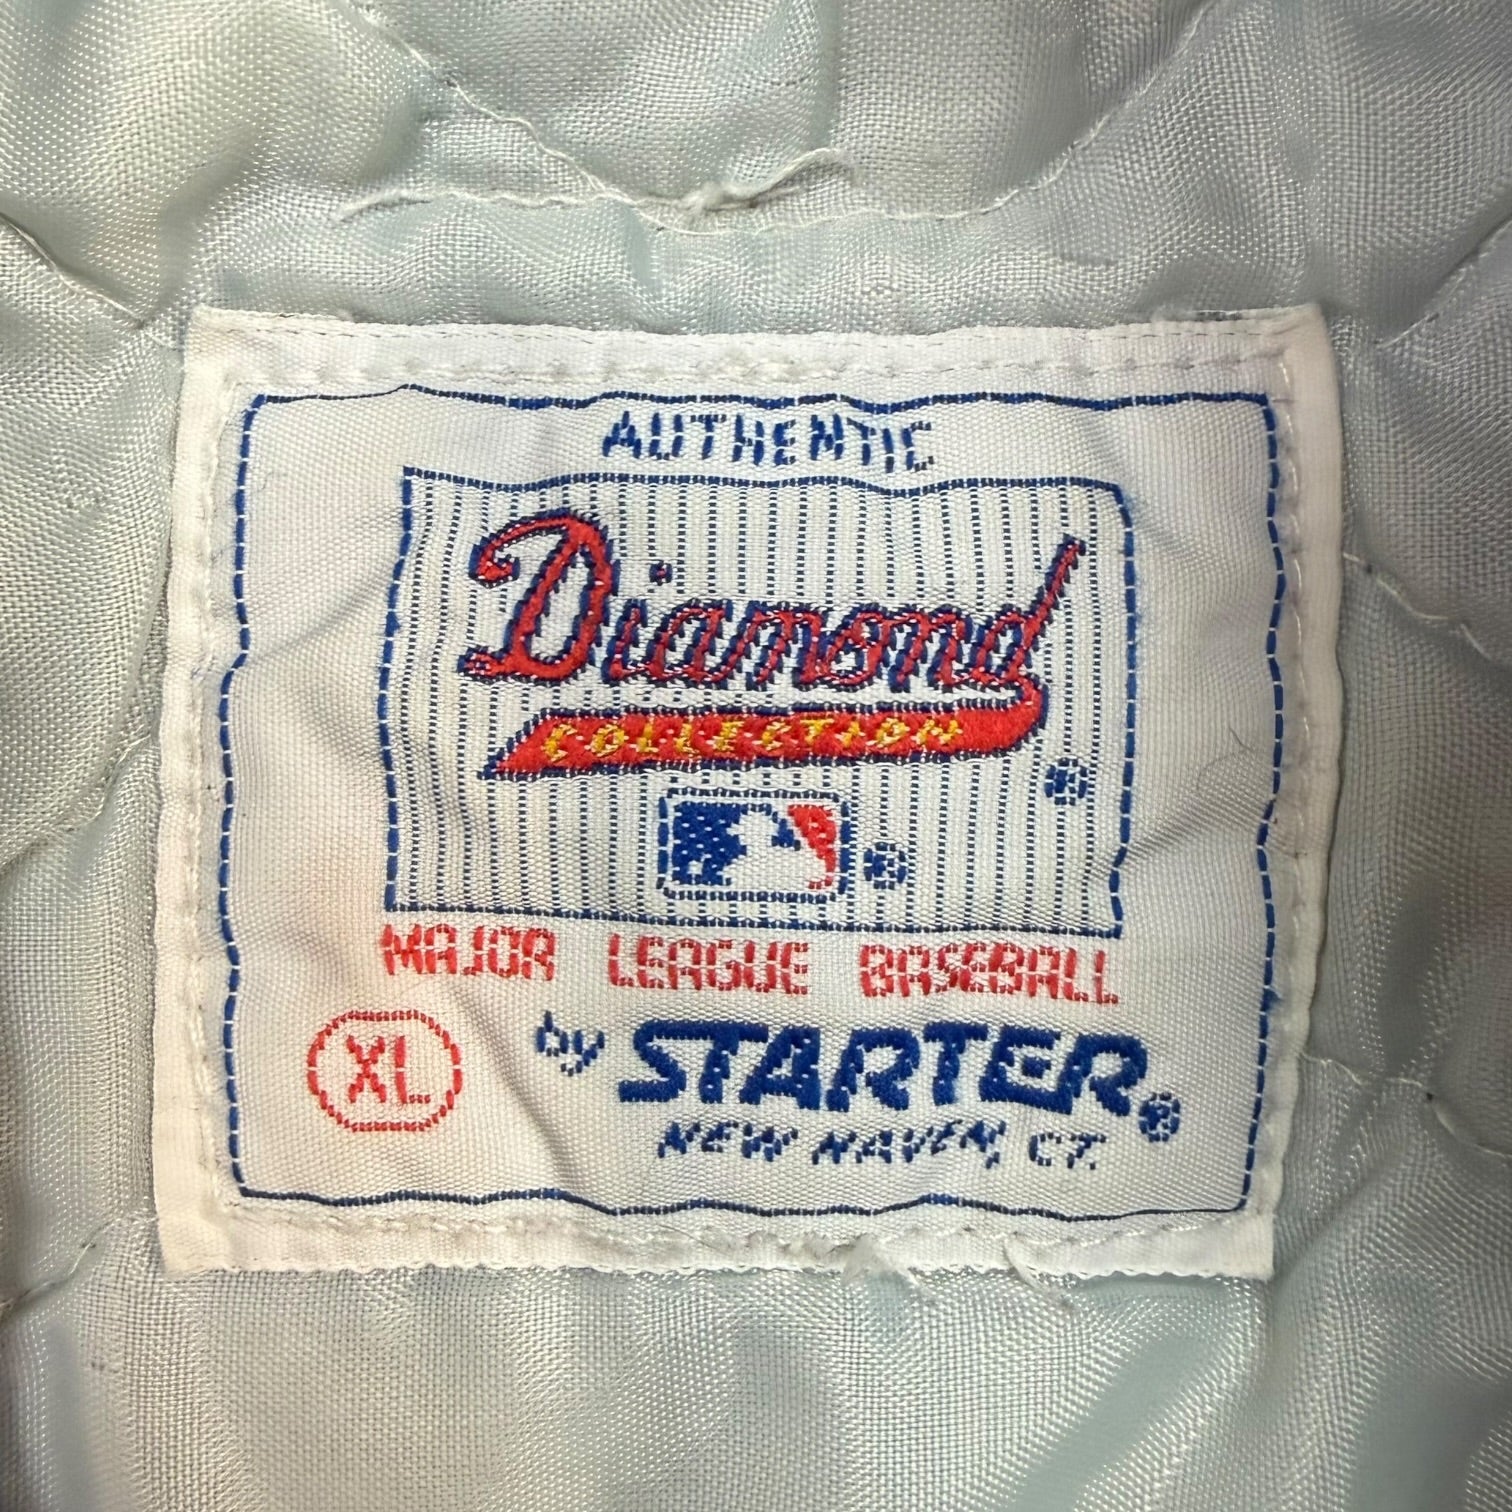 AUTHENTIC
Diamond
COLLECTION
®
®
MAJOR LEAGUE BASEBALL
XL
by STARTER®
NEW HAVEN, CT.